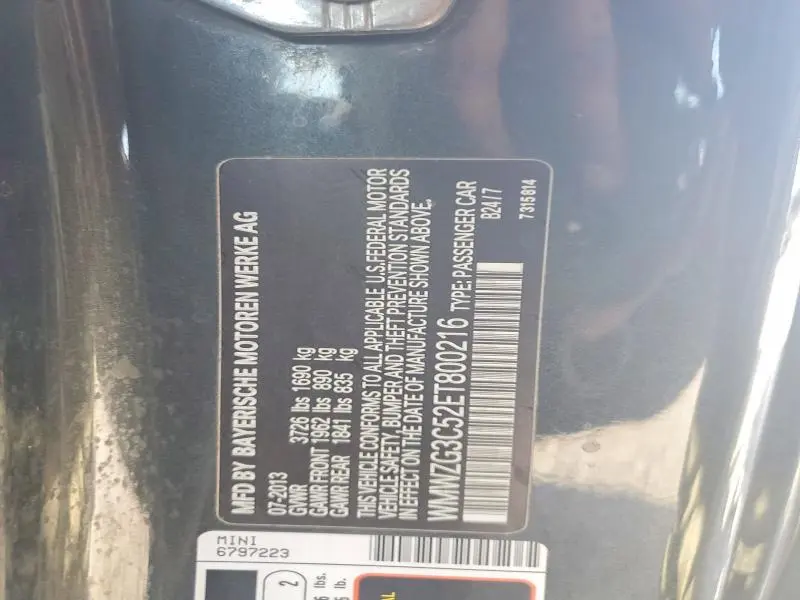 MFD BY BAYERISCHE MOTOREN WERKE AG
07-2013
GVWR 3726 lbs 1690 kg
GAWR FRONT 1962 lbs 890 kg
GAWR REAR 1841 lbs 835 kg
THIS VEHICLE CONFORMS TO ALL APPLICABLE U.S.FEDERAL MOTOR
VEHICLE SAFETY, BUMPER AND THEFT PREVENTION STANDARDS
IN EFFECT ON THE DATE OF MANUFACTURE SHOWN ABOVE.
WMWZG3C52ET800216 TYPE: PASSENGER CAR
B24/7
7315814
MINI
6797223
2
lbs.
lb.